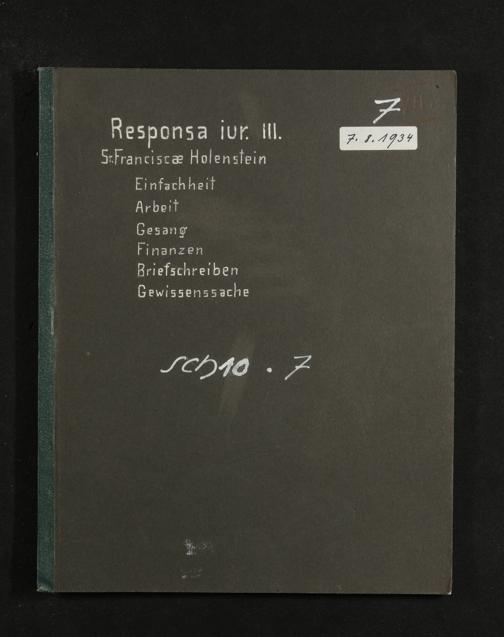 7
7. 8. 1934
Responsa iur. III.
Sr. Franciscæ Holenstein
Einfachheit
Arbeit
Gesang
Finanzen
Briefschreiben
Gewissenssache
Sch10 . 7